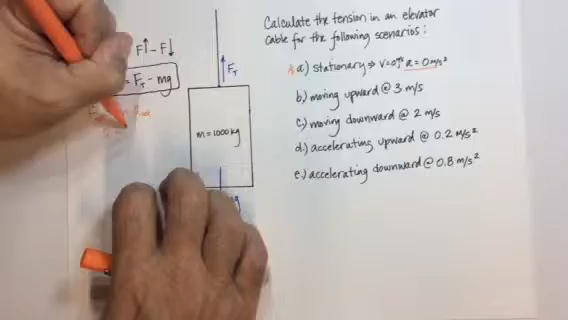 Calculate the tension in an elevator
cable for the following scenarios:
F↑ - F↓
= F_T - mg
F_T
* a.) stationary ⇒ v=0 m/s a = 0 m/s²
b.) moving upward @ 3 m/s
c.) moving downward @ 2 m/s
m = 1000 kg
d.) accelerating upward @ 0.2 m/s²
e.) accelerating downward @ 0.8 m/s²
g